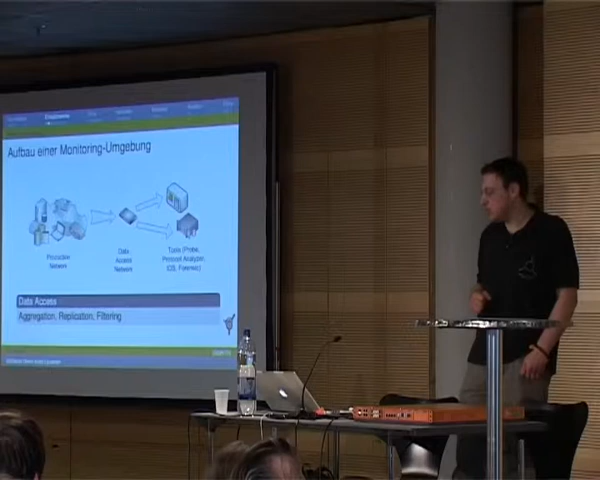 Aufbau einer Monitoring-Umgebung
Production
Network
Data
Access
Network
Tools (Probe,
Protocol Analyzer,
IDS, Forensic)
Data Access
Aggregation, Replication, Filtering